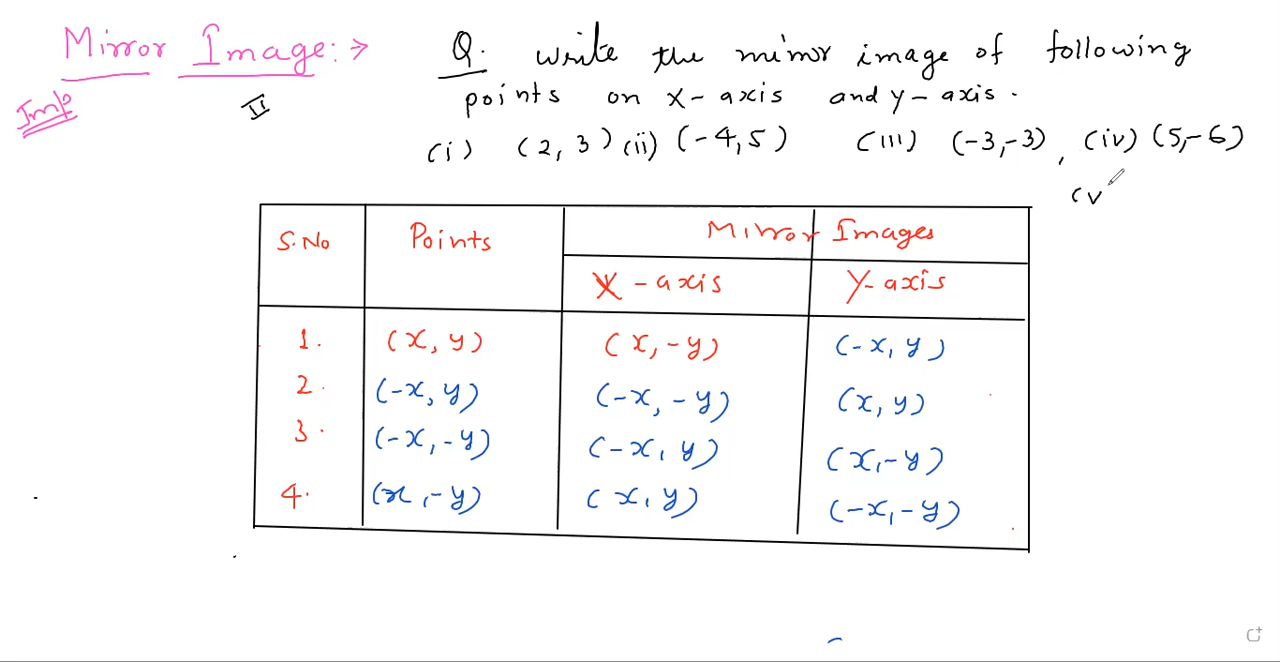 Mirror Image:→
Imp
II
Q. Write the mirror image of following
points on X-axis and y-axis.
(i) (2, 3) (ii) (-4, 5) (iii) (-3,-3), (iv) (5,-6)
(v
S.No Points Mirror Images
X-axis Y-axis
1. (x, y) (x, -y) (-x, y)
2. (-x, y) (-x, -y) (x, y)
3. (-x, -y) (-x, y) (x, -y)
4. (x, -y) (x, y) (-x, -y)